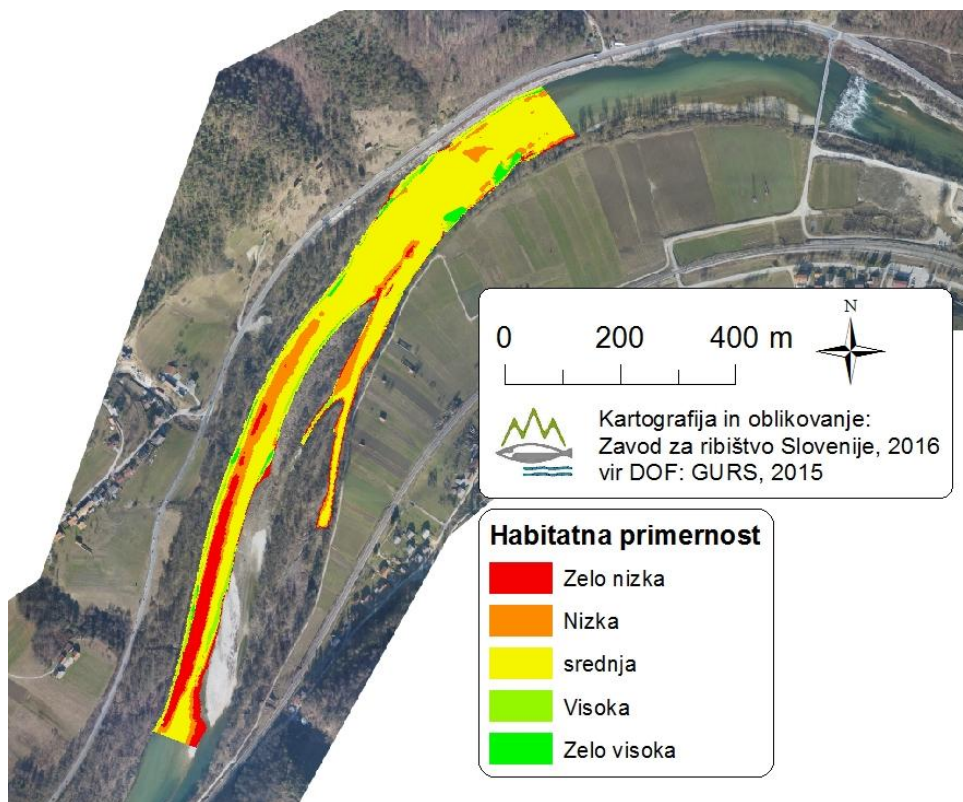 0 200 400 m
N
Kartografija in oblikovanje:
Zavod za ribištvo Slovenije, 2016
vir DOF: GURS, 2015
Habitatna primernost
Zelo nizka
Nizka
srednja
Visoka
Zelo visoka